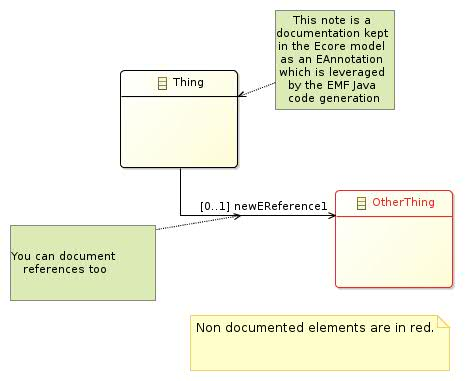 This note is a
documentation kept
in the Ecore model
as an EAnnotation
which is leveraged
by the EMF Java
code generation
Thing
[0..1] newEReference1
OtherThing
You can document
references too
Non documented elements are in red.